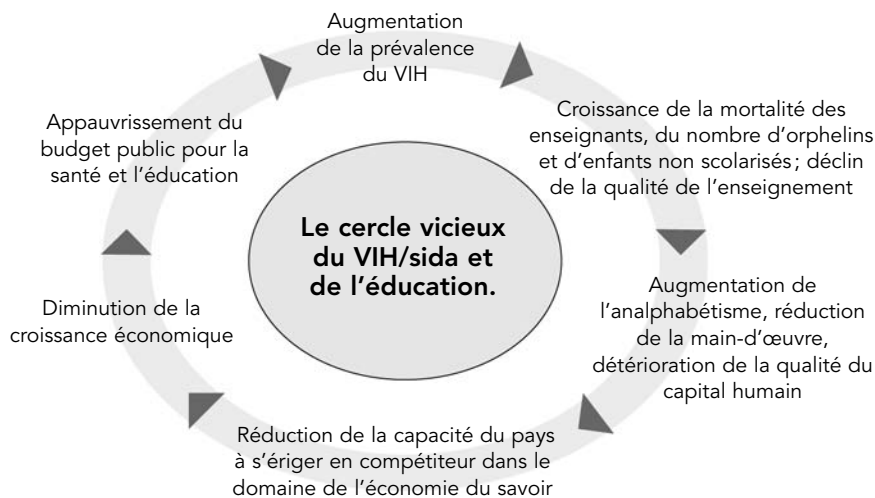 Augmentation
de la prévalence
du VIH
Croissance de la mortalité des
enseignants, du nombre d’orphelins
et d’enfants non scolarisés ; déclin
de la qualité de l’enseignement
Augmentation de
l’analphabétisme, réduction
de la main-d’œuvre,
détérioration de la qualité du
capital humain
Réduction de la capacité du pays
à s’ériger en compétiteur dans le
domaine de l’économie du savoir
Diminution de la
croissance économique
Appauvrissement du
budget public pour la
santé et l’éducation
Le cercle vicieux
du VIH/sida et
de l’éducation.